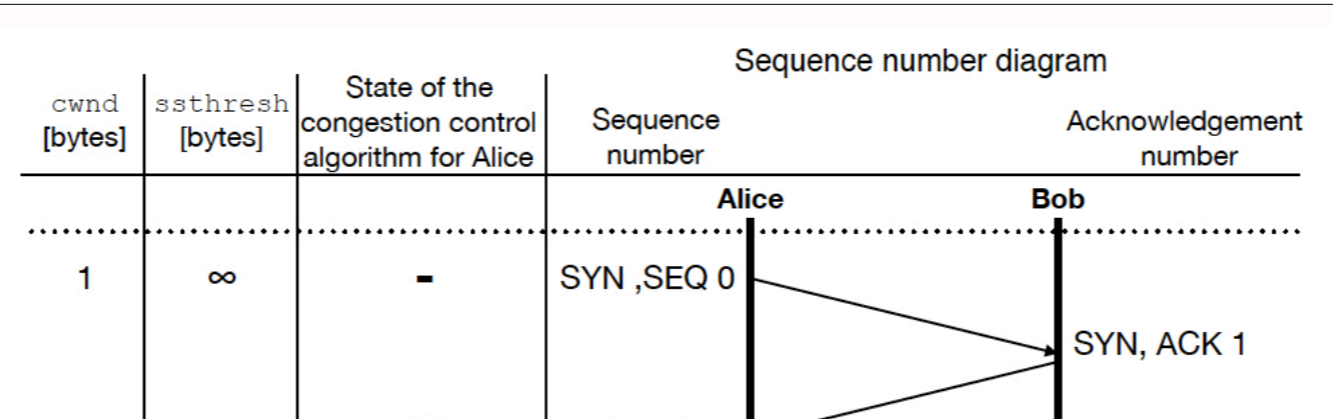 Sequence number diagram
cwnd
[bytes]
ssthresh
[bytes]
State of the
congestion control
algorithm for Alice
Sequence
number
Acknowledgement
number
Alice
Bob
1
∞
-
SYN ,SEQ 0
SYN, ACK 1